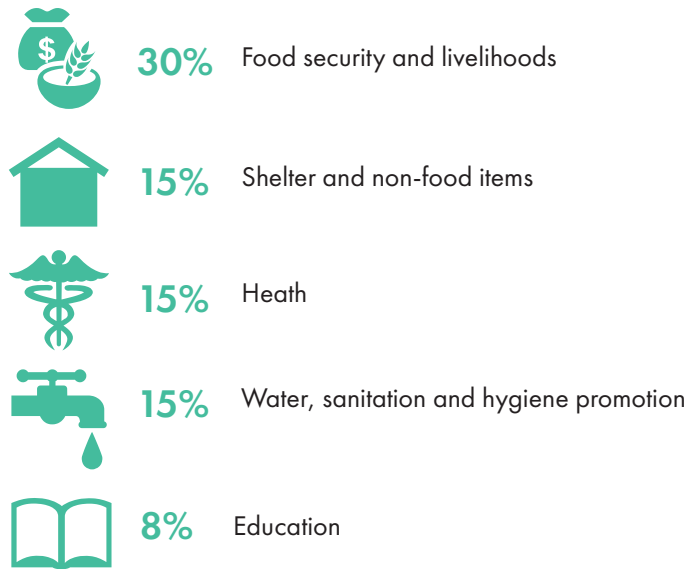 $
30% Food security and livelihoods
15% Shelter and non-food items
15% Heath
15% Water, sanitation and hygiene promotion
8% Education